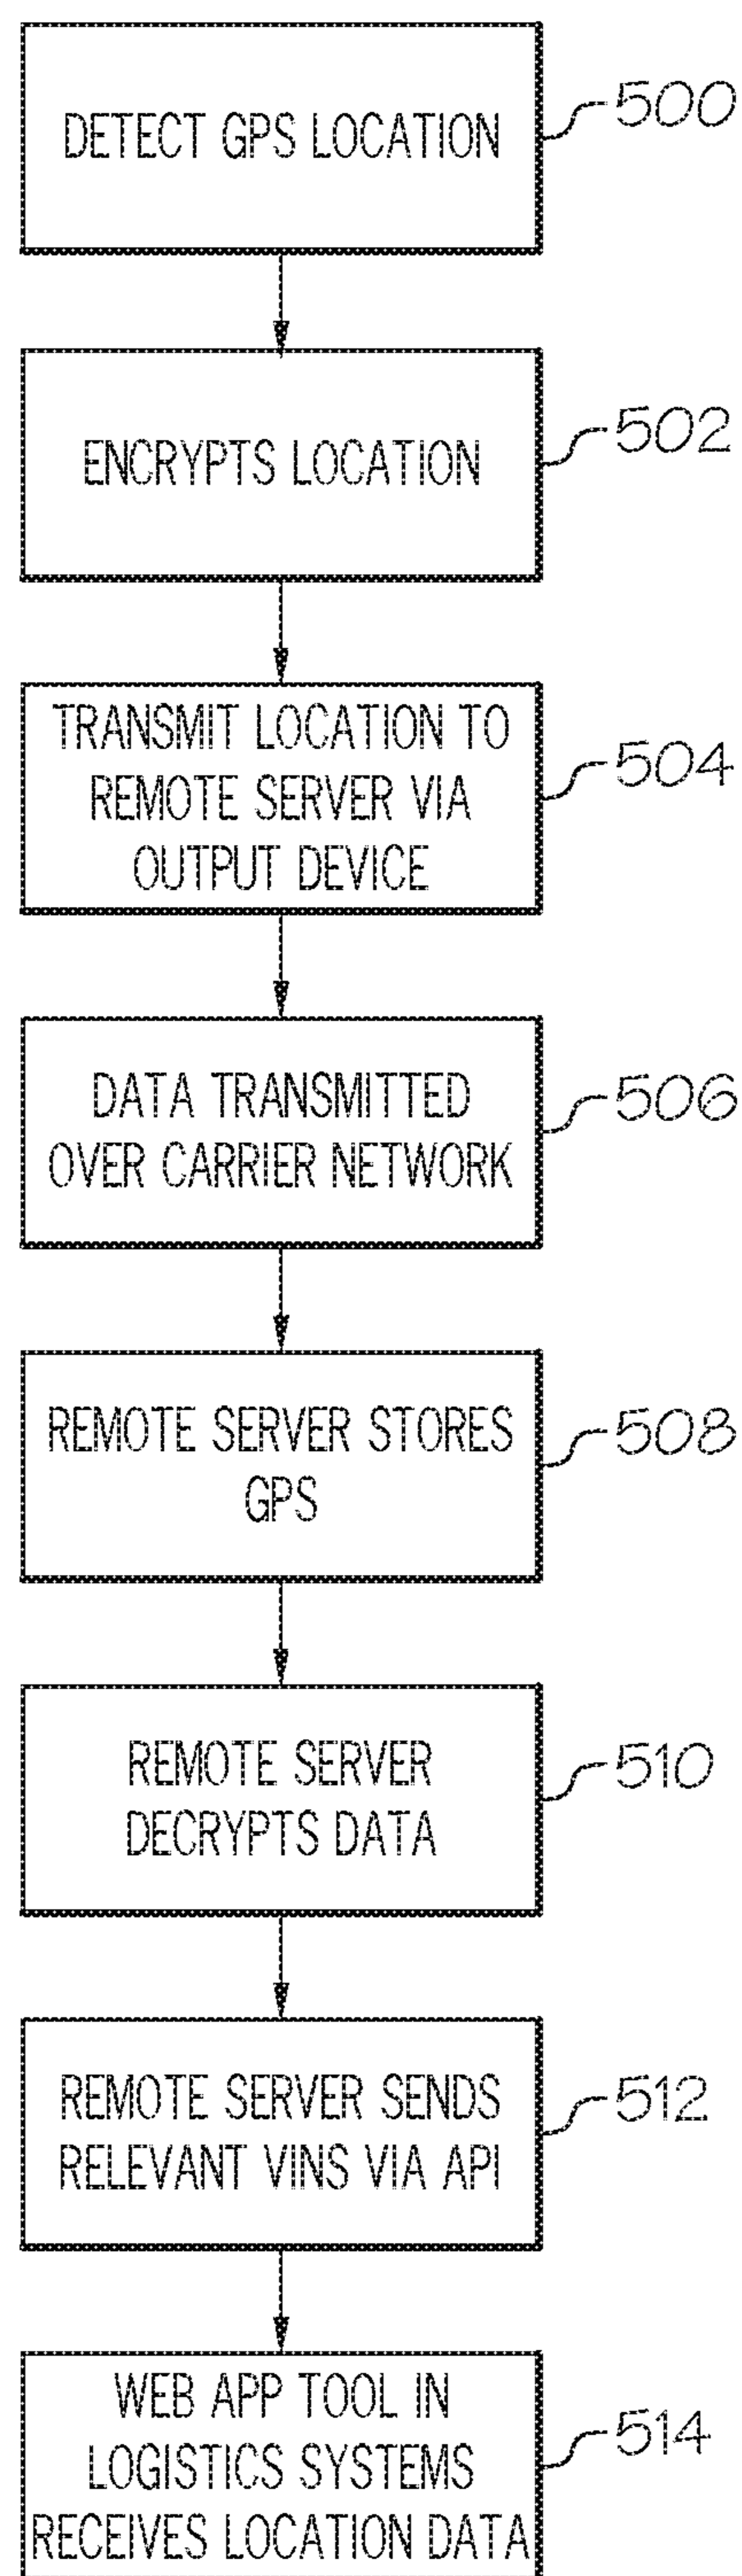 DETECT GPS LOCATION
500
ENCRYPTS LOCATION
502
TRANSMIT LOCATION TO
REMOTE SERVER VIA
OUTPUT DEVICE
504
DATA TRANSMITTED
OVER CARRIER NETWORK
506
REMOTE SERVER STORES
GPS
508
REMOTE SERVER
DECRYPTS DATA
510
REMOTE SERVER SENDS
RELEVANT VINS VIA API
512
WEB APP TOOL IN
LOGISTICS SYSTEMS
RECEIVES LOCATION DATA
514